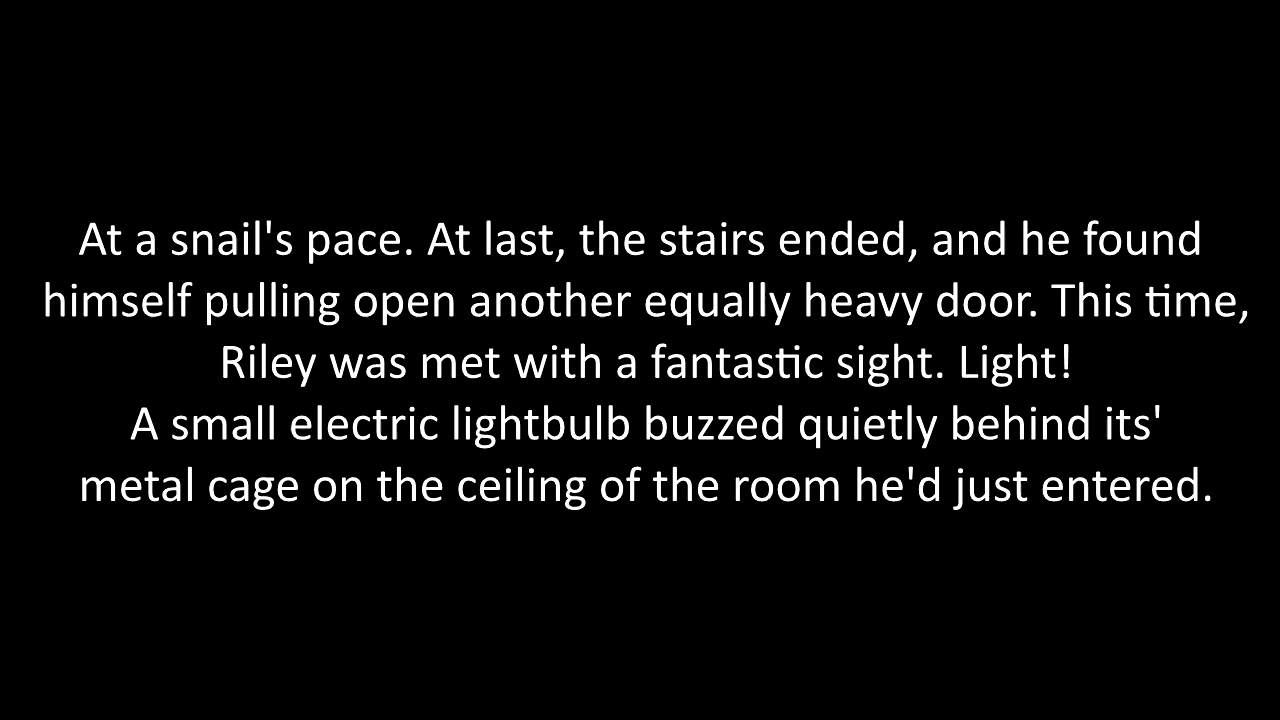 At a snail's pace. At last, the stairs ended, and he found
himself pulling open another equally heavy door. This time,
Riley was met with a fantastic sight. Light!
A small electric lightbulb buzzed quietly behind its'
metal cage on the ceiling of the room he'd just entered.